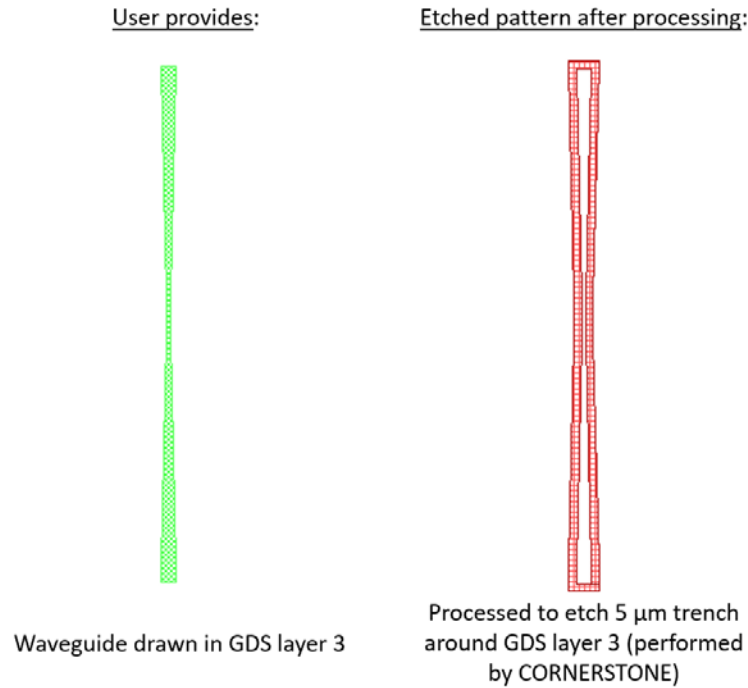 User provides:
Etched pattern after processing:
Waveguide drawn in GDS layer 3
Processed to etch 5 μm trench
around GDS layer 3 (performed
by CORNERSTONE)